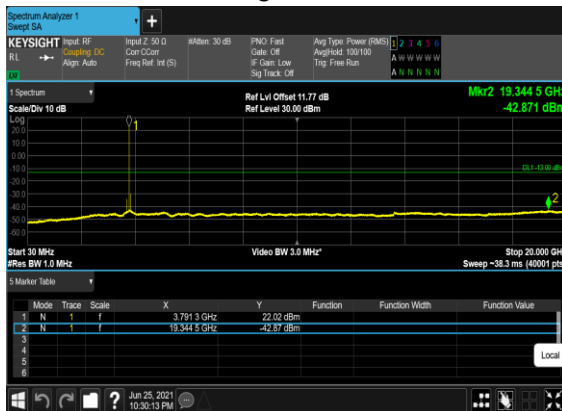 Spectrum Analyzer 1
Swept SA
+
KEYSIGHT Input: RF Input Z: 50 Ω #Atten: 30 dB PNO: Fast Avg Type: Power (RMS) 1 2 3 4 5 6
RL Coupling: DC Corr CCorr Gate: Off Avg|Hold: 100/100 A W W W W W
Align: Auto Freq Ref: Int (S) IF Gain: Low Trig: Free Run
Sig Track: Off A N N N N N
1 Spectrum Ref Lvl Offset 11.77 dB Mkr2 19.344 5 GHz
Scale/Div 10 dB Ref Level 30.00 dBm -42.871 dBm
Log
20.0
10.0
0.00
-10.0
DL1 -13.00 dBm
-20.0
-30.0
-40.0
-50.0
-60.0
1
2
Start 30 MHz Video BW 3.0 MHz* Stop 20.000 GHz
#Res BW 1.0 MHz Sweep ~38.3 ms (40001 pts)
5 Marker Table
Mode Trace Scale X Y Function Function Width Function Value
1 N 1 f 3.791 3 GHz 22.02 dBm
2 N 1 f 19.344 5 GHz -42.87 dBm
3
4
5
6
Local
? Jun 25, 2021
10:30:13 PM